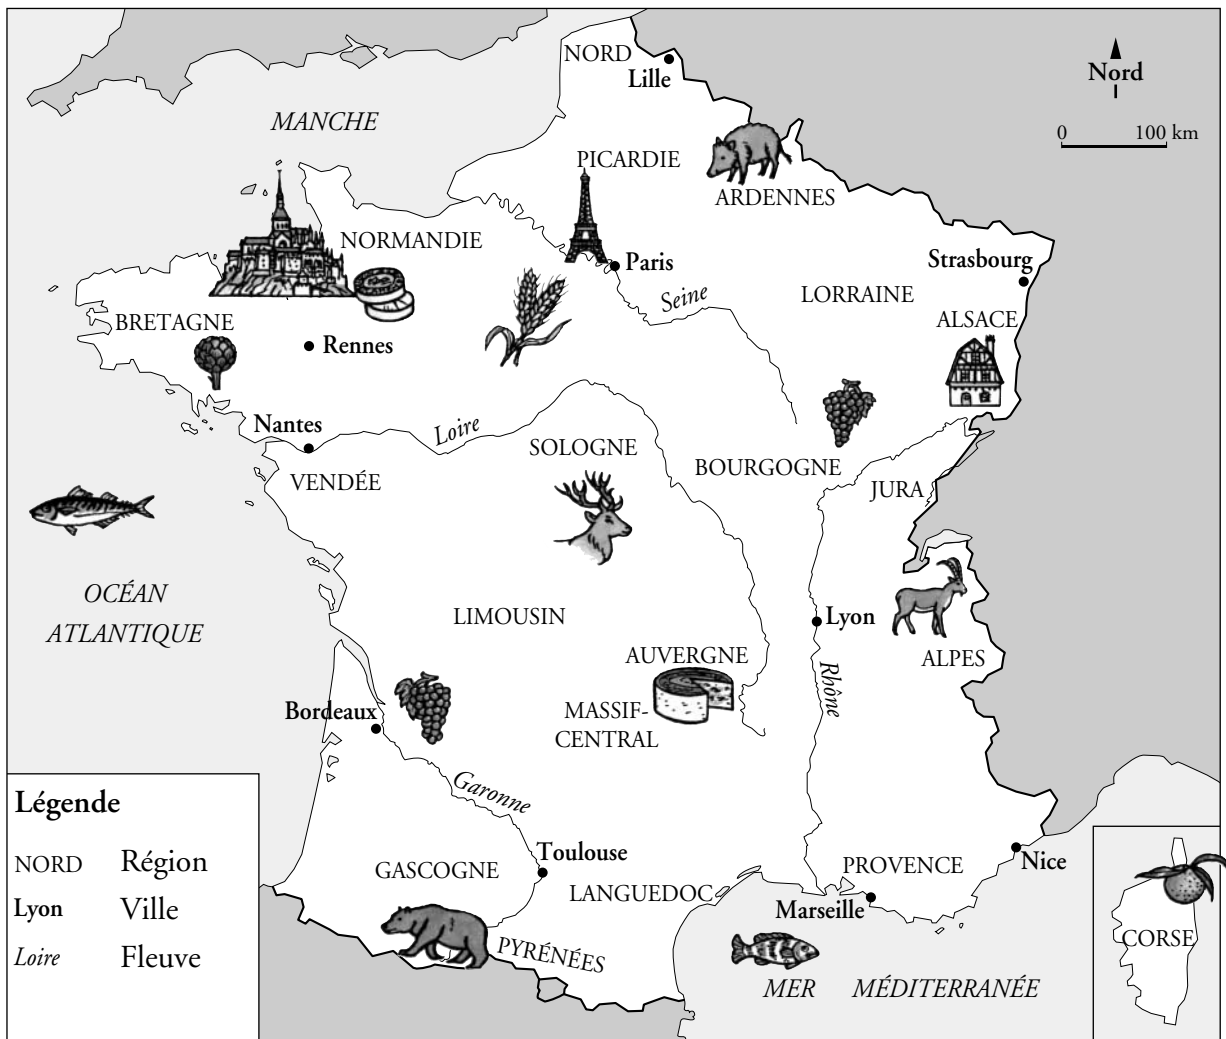 NORD
Lille
Nord
0 100 km
MANCHE
PICARDIE
ARDENNES
NORMANDIE
Paris
Strasbourg
Seine
LORRAINE
BRETAGNE
ALSACE
Rennes
Nantes
Loire
SOLOGNE
BOURGOGNE
VENDÉE
JURA
OCÉAN
ATLANTIQUE
LIMOUSIN
Lyon
AUVERGNE
ALPES
Rhône
MASSIF-
CENTRAL
Bordeaux
Garonne
Toulouse
GASCOGNE
LANGUEDOC
PROVENCE
Nice
Marseille
PYRÉNÉES
MER MÉDITERRANÉE
CORSE
Légende
NORD Région
Lyon Ville
Loire Fleuve